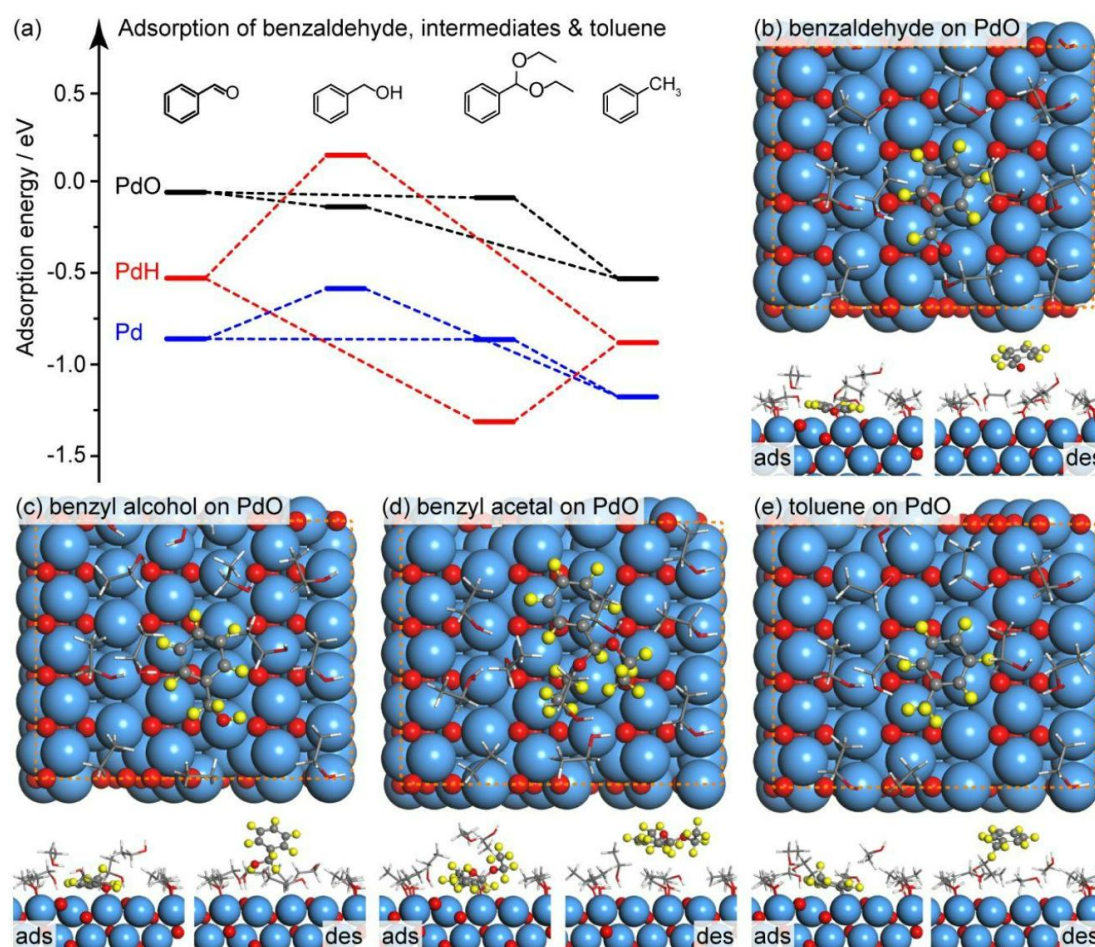 (a) Adsorption of benzaldehyde, intermediates & toluene
Adsorption energy / eV
0.5
0.0
-0.5
-1.0
-1.5
O
OH
O
O
CH3
PdO
PdH
Pd
(b) benzaldehyde on PdO
ads
des
(c) benzyl alcohol on PdO
ads
des
(d) benzyl acetal on PdO
ads
des
(e) toluene on PdO
ads
des